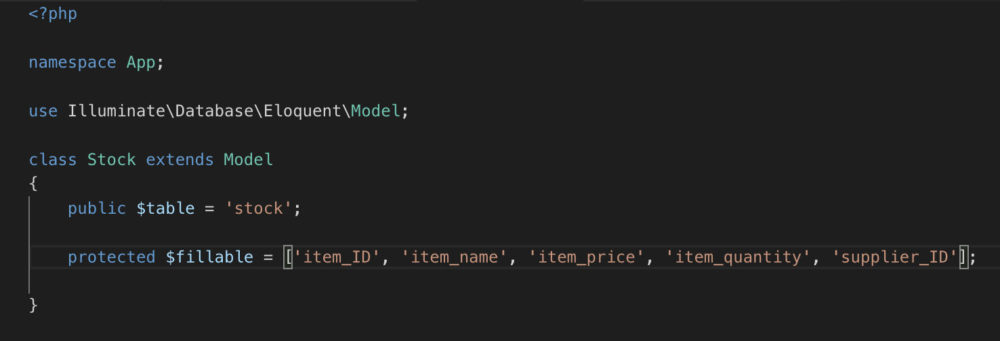 <?php
namespace App;
use Illuminate\Database\Eloquent\Model;
class Stock extends Model
{
public $table = 'stock';
protected $fillable = ['item_ID', 'item_name', 'item_price', 'item_quantity', 'supplier_ID'];
}